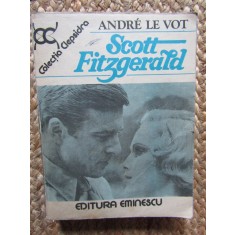 Colecția Clepsidra
ANDRÉ LE VOT
Scott
Fitzgerald
EDITURA EMINESCU